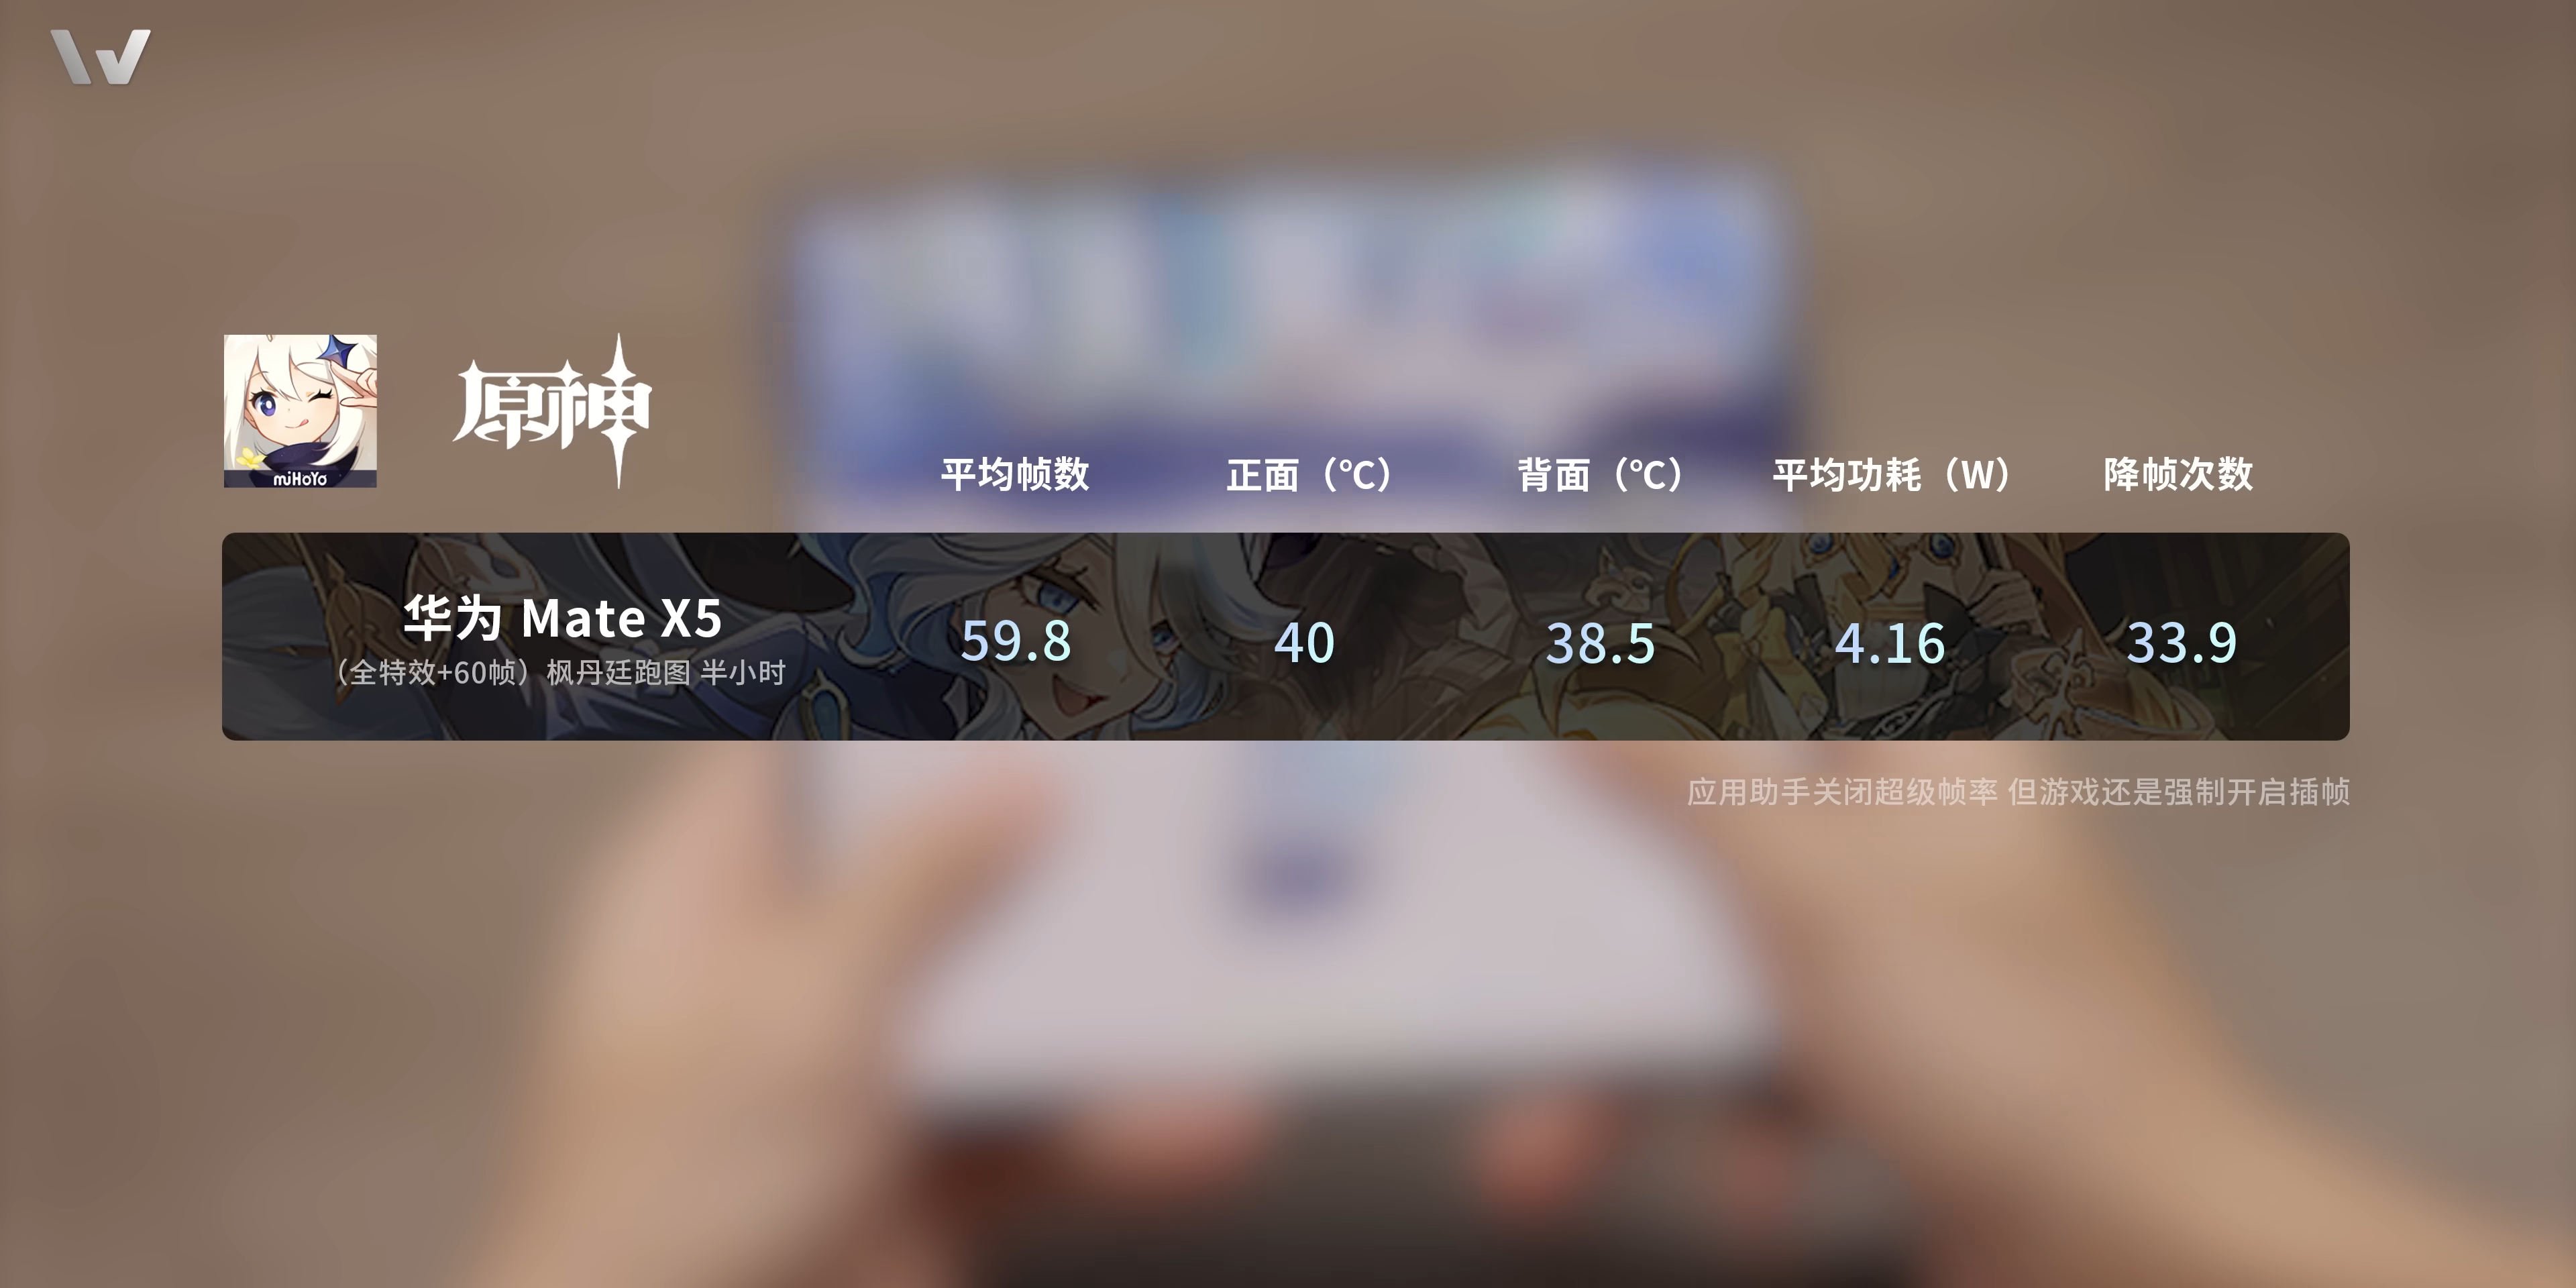 W
miHoYo
原神
平均帧数 正面（℃） 背面（℃） 平均功耗（W） 降帧次数
华为 Mate X5
（全特效+60帧）枫丹廷跑图 半小时
59.8 40 38.5 4.16 33.9
应用助手关闭超级帧率 但游戏还是强制开启插帧